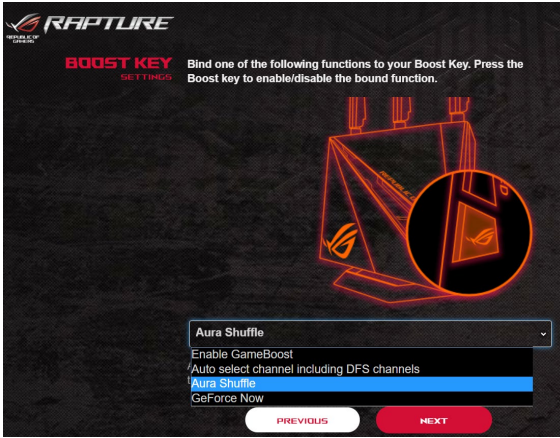 REPUBLIC OF
GAMERS
RAPTURE
BOOST KEY
SETTINGS
Bind one of the following functions to your Boost Key. Press the
Boost key to enable/disable the bound function.
Aura Shuffle
Enable GameBoost
Auto select channel including DFS channels
Aura Shuffle
GeForce Now
PREVIOUS
NEXT